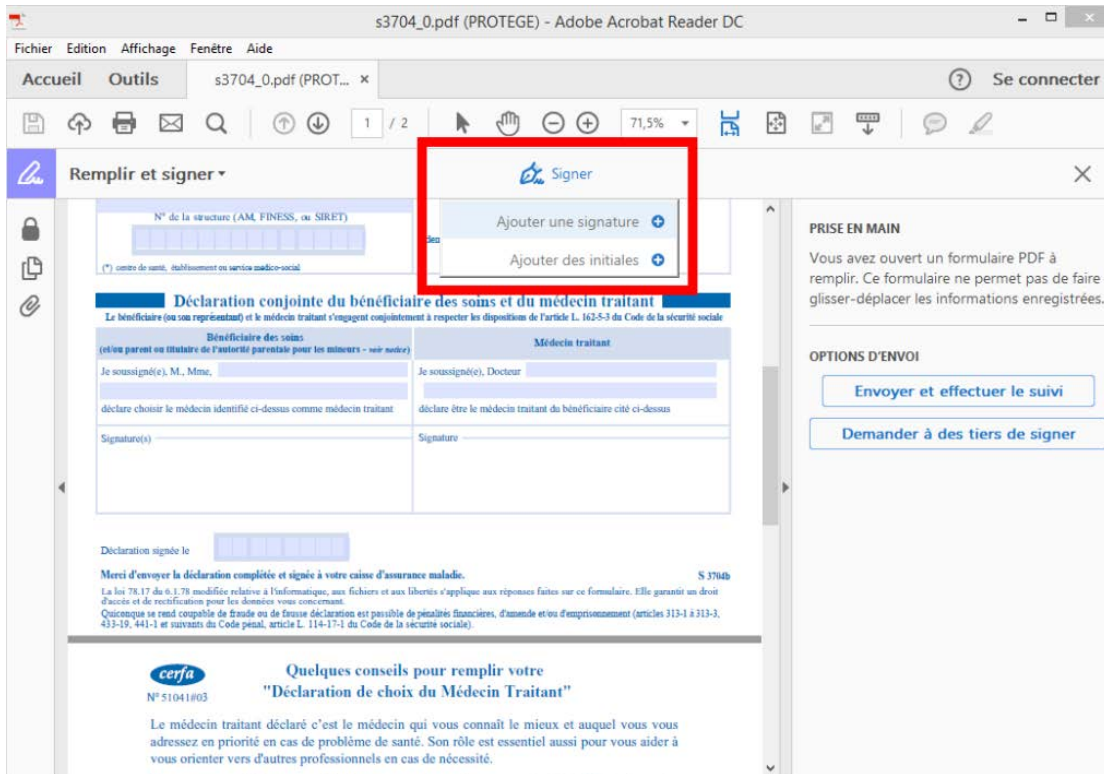 s3704_0.pdf (PROTEGE) - Adobe Acrobat Reader DC
Fichier Edition Affichage Fenêtre Aide
Accueil Outils s3704_0.pdf (PROT... × ? Se connecter
1 / 2 71,5%
Remplir et signer Signer
Ajouter une signature
Ajouter des initiales
N° de la structure (AM, FINESS, ou SIRET)
(*) centre de santé, établissement ou service medico-social
Déclaration conjointe du bénéficiaire des soins et du médecin traitant
Le bénéficiaire (ou son représentant) et le médecin traitant s'engagent conjointement à respecter les dispositions de l'article L. 162-5-3 du Code de la sécurité sociale
Bénéficiaire des soins
(et/ou parent ou titulaire de l'autorité parentale pour les mineurs - voir notice)
Médecin traitant
Je soussigné(e), M., Mme,
Je soussigné(e), Docteur
déclare choisir le médecin identifié ci-dessus comme médecin traitant
déclare être le médecin traitant du bénéficiaire cité ci-dessus
Signature(s)
Signature
Déclaration signée le
Merci d'envoyer la déclaration complétée et signée à votre caisse d'assurance maladie. S 3704b
La loi 78.17 du 6.1.78 modifiée relative à l'informatique, aux fichiers et aux libertés s'applique aux réponses faites sur ce formulaire. Elle garantit un droit
d'accès et de rectification pour les données vous concernant.
Quiconque se rend coupable de fraude ou de fausse déclaration est passible de pénalités financières, d'amende et/ou d'emprisonnement (articles 313-1 à 313-3,
433-19, 441-1 et suivants du Code pénal, article L. 114-17-1 du Code de la sécurité sociale).
cerfa
N° 51041#03
Quelques conseils pour remplir votre
"Déclaration de choix du Médecin Traitant"
Le médecin traitant déclaré c'est le médecin qui vous connaît le mieux et auquel vous vous
adressez en priorité en cas de problème de santé. Son rôle est essentiel aussi pour vous aider à
vous orienter vers d'autres professionnels en cas de nécessité.
PRISE EN MAIN
Vous avez ouvert un formulaire PDF à
remplir. Ce formulaire ne permet pas de faire
glisser-déplacer les informations enregistrées.
OPTIONS D'ENVOI
Envoyer et effectuer le suivi
Demander à des tiers de signer